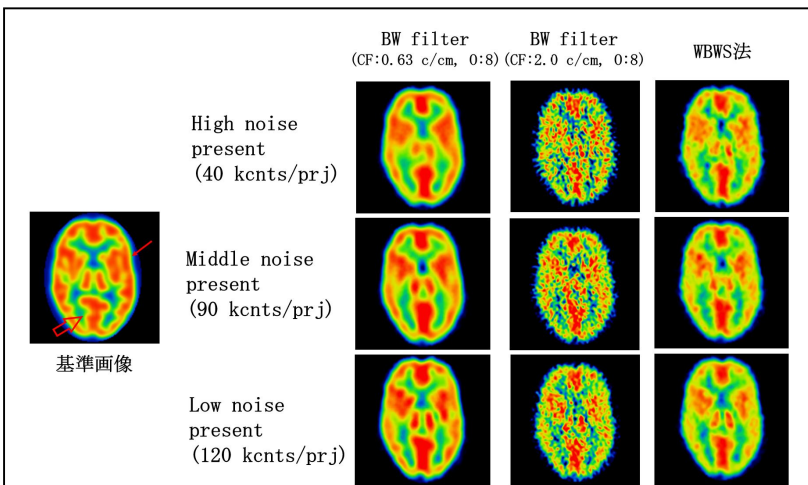 BW filter
(CF:0.63 c/cm, O:8)
BW filter
(CF:2.0 c/cm, O:8)
WBWS法
High noise
present
(40 kcnts/prj)
Middle noise
present
(90 kcnts/prj)
基準画像
Low noise
present
(120 kcnts/prj)